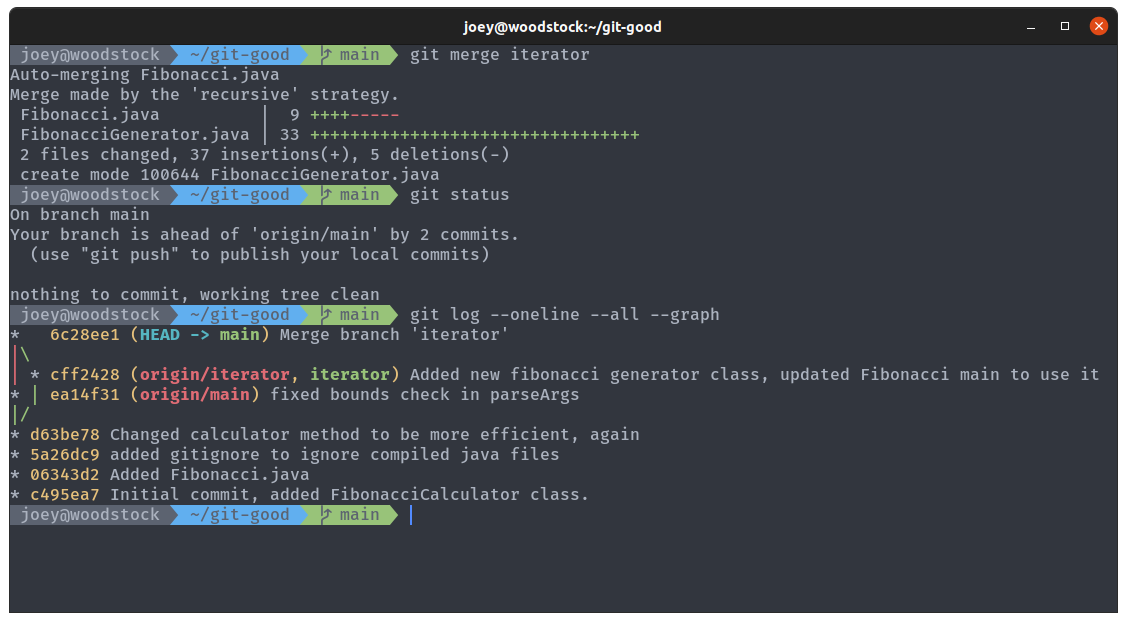 joey@woodstock:~/git-good
joey@woodstock ~/git-good main git merge iterator
Auto-merging Fibonacci.java
Merge made by the 'recursive' strategy.
Fibonacci.java | 9 ++++-----
FibonacciGenerator.java | 33 +++++++++++++++++++++++++++++++++
2 files changed, 37 insertions(+), 5 deletions(-)
create mode 100644 FibonacciGenerator.java
joey@woodstock ~/git-good main git status
On branch main
Your branch is ahead of 'origin/main' by 2 commits.
(use "git push" to publish your local commits)
nothing to commit, working tree clean
joey@woodstock ~/git-good main git log --oneline --all --graph
*   6c28ee1 (HEAD -> main) Merge branch 'iterator'
|\
| * cff2428 (origin/iterator, iterator) Added new fibonacci generator class, updated Fibonacci main to use it
* | ea14f31 (origin/main) fixed bounds check in parseArgs
|/
* d63be78 Changed calculator method to be more efficient, again
* 5a26dc9 added gitignore to ignore compiled java files
* 06343d2 Added Fibonacci.java
* c495ea7 Initial commit, added FibonacciCalculator class.
joey@woodstock ~/git-good main